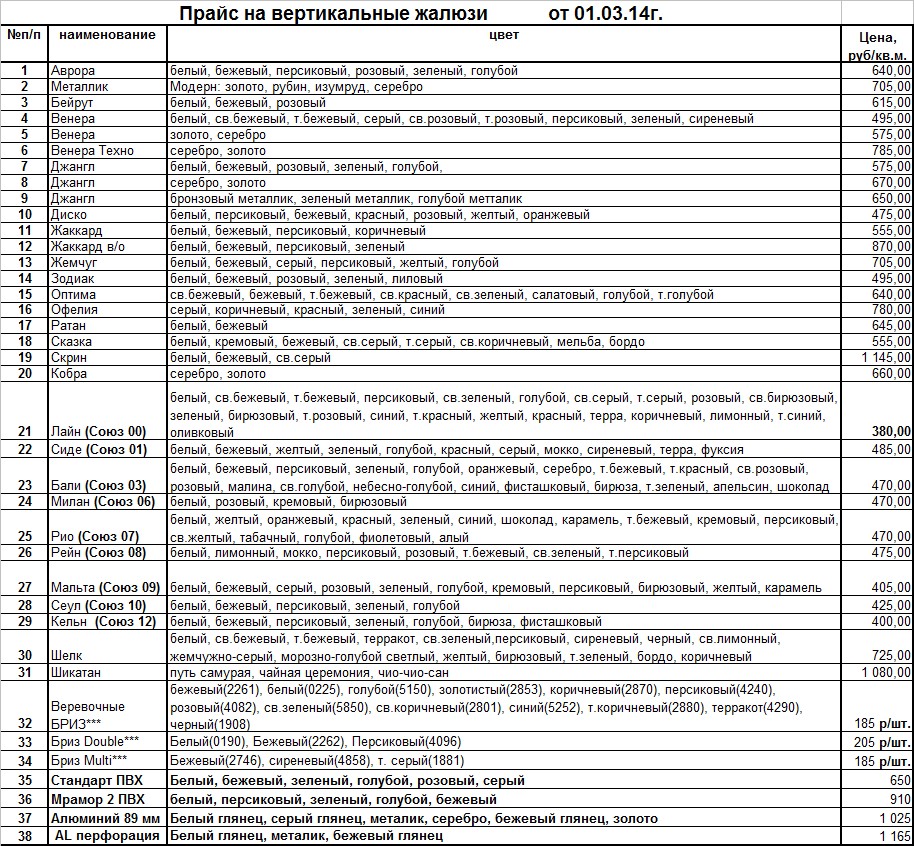 Прайс на вертикальные жалюзи от 01.03.14г.
№п/п наименование цвет Цена, руб/кв.м.
1 Аврора белый, бежевый, персиковый, розовый, зеленый, голубой 640,00
2 Металлик Модерн: золото, рубин, изумруд, серебро 705,00
3 Бейрут белый, бежевый, розовый 615,00
4 Венера белый, св.бежевый, т.бежевый, серый, св.розовый, т.розовый, персиковый, зеленый, сиреневый 495,00
5 Венера золото, серебро 575,00
6 Венера Техно серебро, золото 785,00
7 Джангл белый, бежевый, розовый, зеленый, голубой, 575,00
8 Джангл серебро, золото 670,00
9 Джангл бронзовый металлик, зеленый металлик, голубой метталик 650,00
10 Диско белый, персиковый, бежевый, красный, розовый, желтый, оранжевый 475,00
11 Жаккард белый, бежевый, персиковый, коричневый 555,00
12 Жаккард в/о белый, бежевый, персиковый, зеленый 870,00
13 Жемчуг белый, бежевый, серый, персиковый, желтый, голубой 705,00
14 Зодиак белый, бежевый, розовый, зеленый, лиловый 495,00
15 Оптима св.бежевый, бежевый, т.бежевый, св.красный, св.зеленый, салатовый, голубой, т.голубой 640,00
16 Офелия серый, коричневый, красный, зеленый, синий 780,00
17 Ратан белый, бежевый 645,00
18 Сказка белый, кремовый, бежевый, св.серый, т.серый, св.коричневый, мельба, бордо 555,00
19 Скрин белый, бежевый, св.серый 1 145,00
20 Кобра серебро, золото 660,00
белый, св.бежевый, т.бежевый, персиковый, св.зеленый, голубой, св.серый, т.серый, розовый, св.бирюзовый,
зеленый, бирюзовый, т.розовый, синий, т.красный, желтый, красный, терра, коричневый, лимонный, т.синий,
21 Лайн (Союз 00) оливковый 380,00
22 Сиде (Союз 01) белый, бежевый, желтый, зеленый, голубой, красный, серый, мокко, сиреневый, терра, фуксия 485,00
белый, бежевый, персиковый, зеленый, голубой, оранжевый, серебро, т.бежевый, т.красный, св.розовый,
23 Бали (Союз 03) розовый, малина, св.голубой, небесно-голубой, синий, фисташковый, бирюза, т.зеленый, апельсин, шоколад 470,00
24 Милан (Союз 06) белый, розовый, кремовый, бирюзовый 470,00
белый, желтый, оранжевый, красный, зеленый, синий, шоколад, карамель, т.бежевый, кремовый, персиковый,
25 Рио (Союз 07) св.желтый, табачный, голубой, фиолетовый, алый 470,00
26 Рейн (Союз 08) белый, лимонный, мокко, персиковый, розовый, т.бежевый, св.зеленый, т.персиковый 475,00
27 Мальта (Союз 09) белый, бежевый, серый, розовый, зеленый, голубой, кремовый, персиковый, бирюзовый, желтый, карамель 405,00
28 Сеул (Союз 10) белый, бежевый, персиковый, зеленый, голубой 425,00
29 Кельн (Союз 12) белый, бежевый, персиковый, зеленый, голубой, бирюза, фисташковый 400,00
белый, св.бежевый, т.бежевый, терракот, св.зеленый,персиковый, сиреневый, черный, св.лимонный,
30 Шелк жемчужно-серый, морозно-голубой светлый, желтый, бирюзовый, т.зеленый, бордо, коричневый 725,00
31 Шикатан путь самурая, чайная церемония, чио-чио-сан 1 080,00
бежевый(2261), белый(0225), голубой(5150), золотистый(2853), коричневый(2870), персиковый(4240),
Веревочные розовый(4082), св.зеленый(5850), св.коричневый(2801), синий(5252), т.коричневый(2880), терракот(4290),
32 БРИЗ*** черный(1908) 185 р/шт.
33 Бриз Double*** Белый(0190), Бежевый(2262), Персиковый(4096) 205 р/шт.
34 Бриз Multi*** Бежевый(2746), сиреневый(4858), т. серый(1881) 185 р/шт.
35 Стандарт ПВХ Белый, бежевый, зеленый, голубой, розовый, серый 650
36 Мрамор 2 ПВХ белый, персиковый, зеленый, голубой, бежевый 910
37 Алюминий 89 мм Белый глянец, серый глянец, металик, серебро, бежевый глянец, золото 1 025
38 AL перфорация Белый глянец, металик, бежевый глянец 1 165